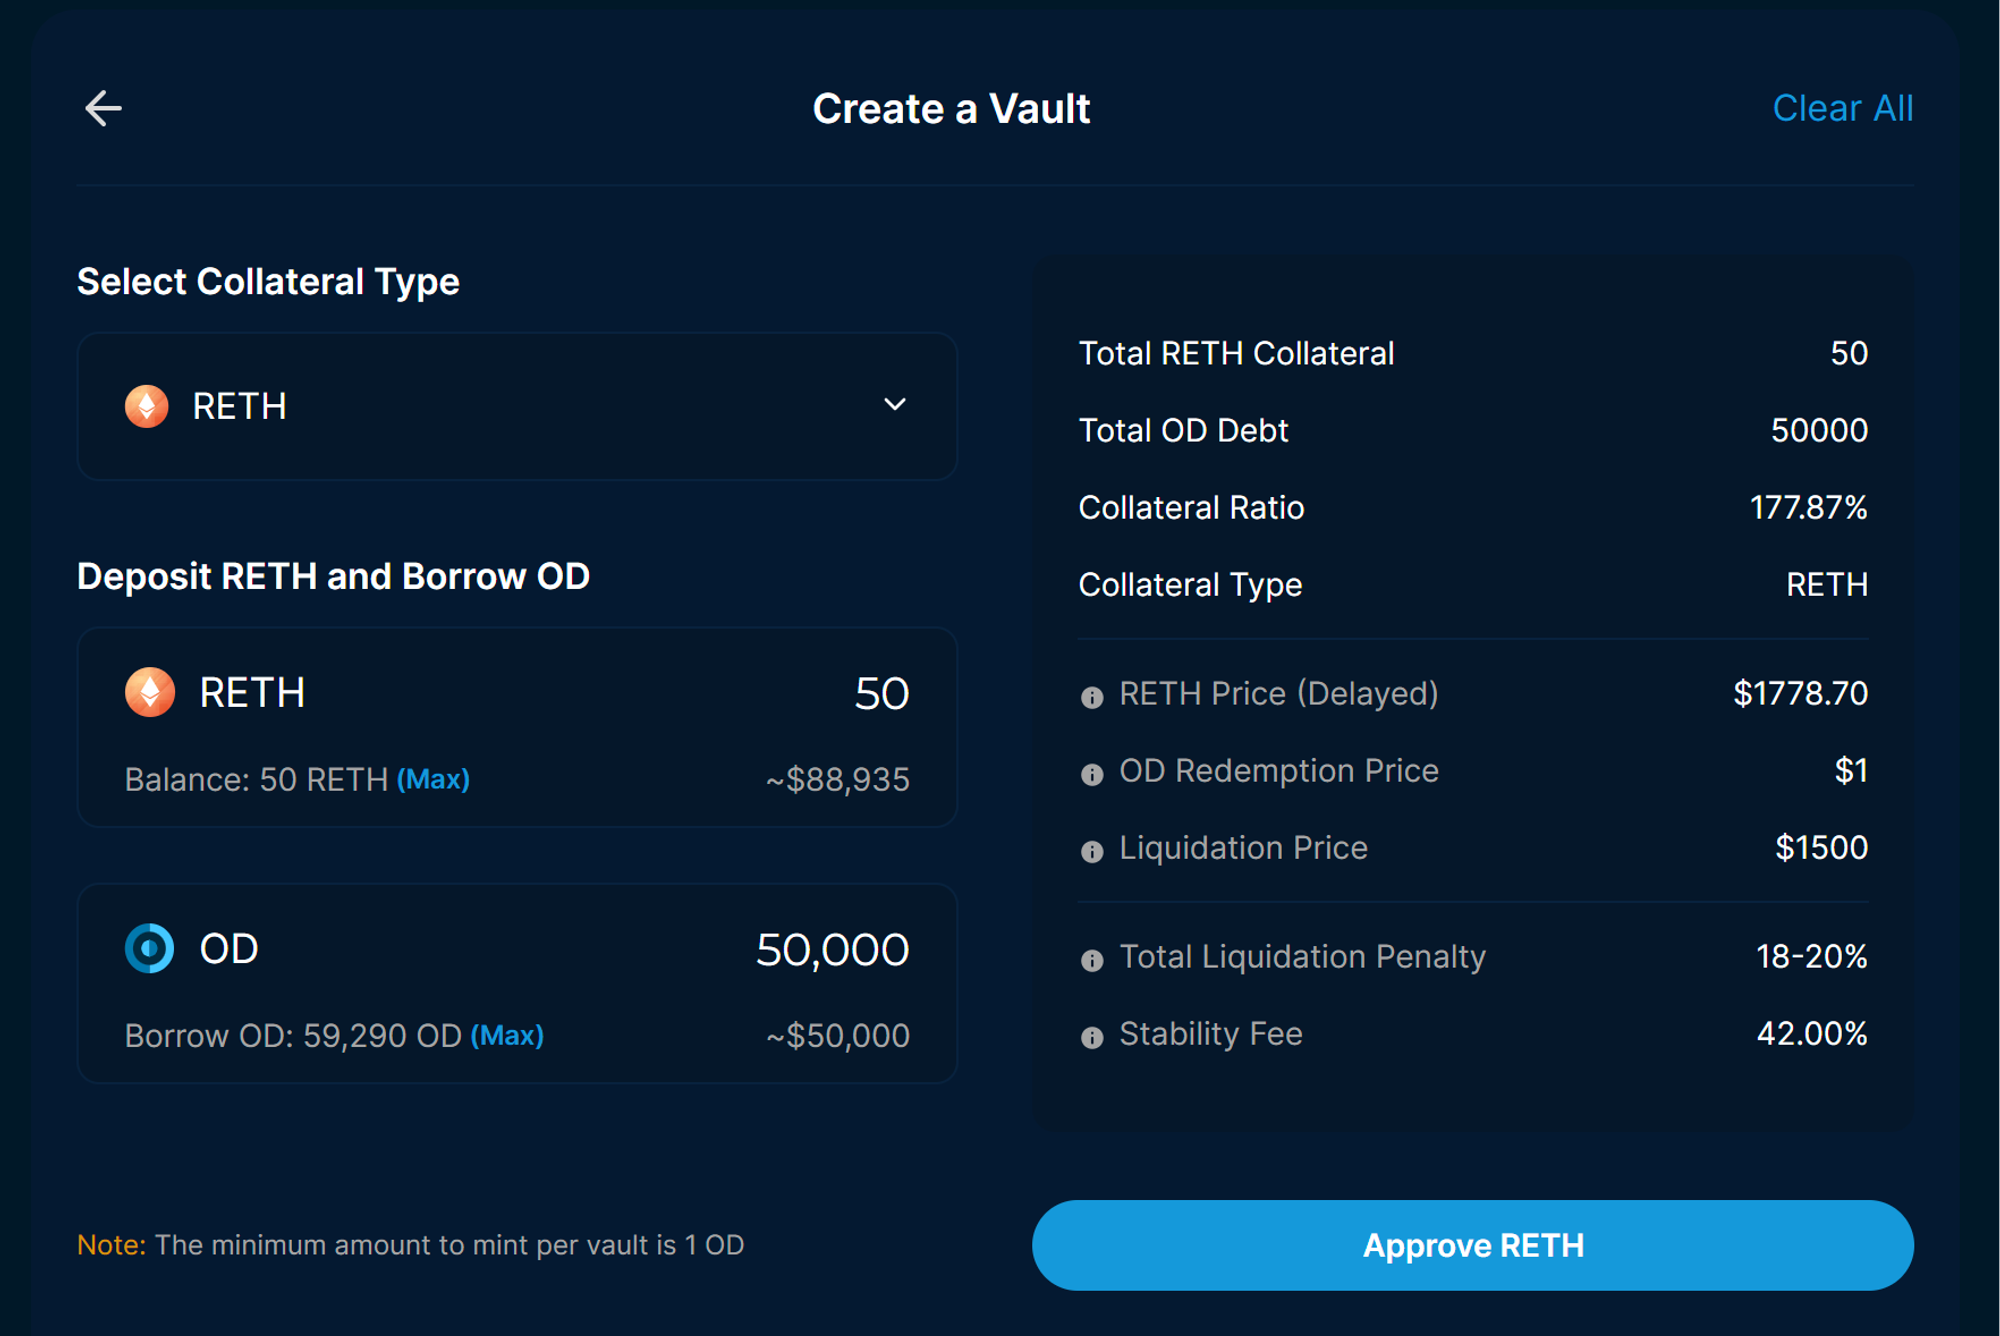 Create a Vault
Clear All
Select Collateral Type
RETH
Deposit RETH and Borrow OD
RETH 50
Balance: 50 RETH (Max) ~$88,935
OD 50,000
Borrow OD: 59,290 OD (Max) ~$50,000
Note: The minimum amount to mint per vault is 1 OD
Total RETH Collateral 50
Total OD Debt 50000
Collateral Ratio 177.87%
Collateral Type RETH
RETH Price (Delayed) $1778.70
OD Redemption Price $1
Liquidation Price $1500
Total Liquidation Penalty 18-20%
Stability Fee 42.00%
Approve RETH